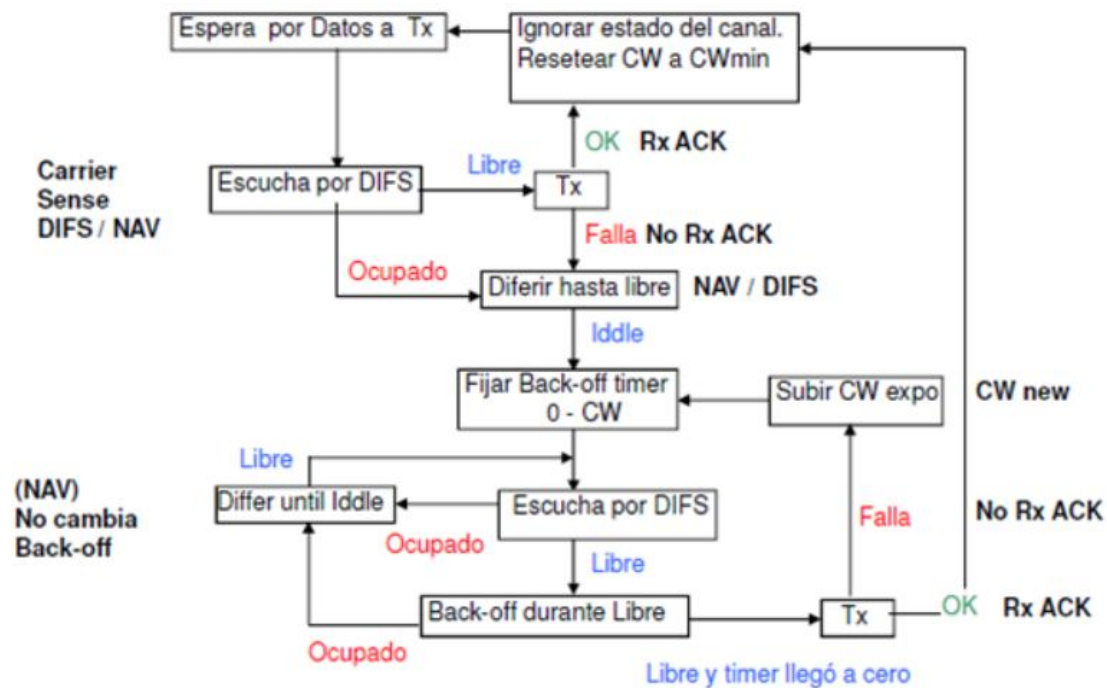 Espera por Datos a Tx
Ignorar estado del canal.
Resetear CW a CWmin
OK Rx ACK
Carrier
Sense
DIFS / NAV
Escucha por DIFS
Libre
Tx
Falla No Rx ACK
Ocupado
Diferir hasta libre
NAV / DIFS
Iddle
Fijar Back-off timer
0 - CW
Subir CW expo
CW new
Libre
(NAV)
No cambia
Back-off
Differ until Iddle
Escucha por DIFS
Ocupado
Falla
No Rx ACK
Libre
Back-off durante Libre
Tx
OK Rx ACK
Ocupado
Libre y timer llegó a cero